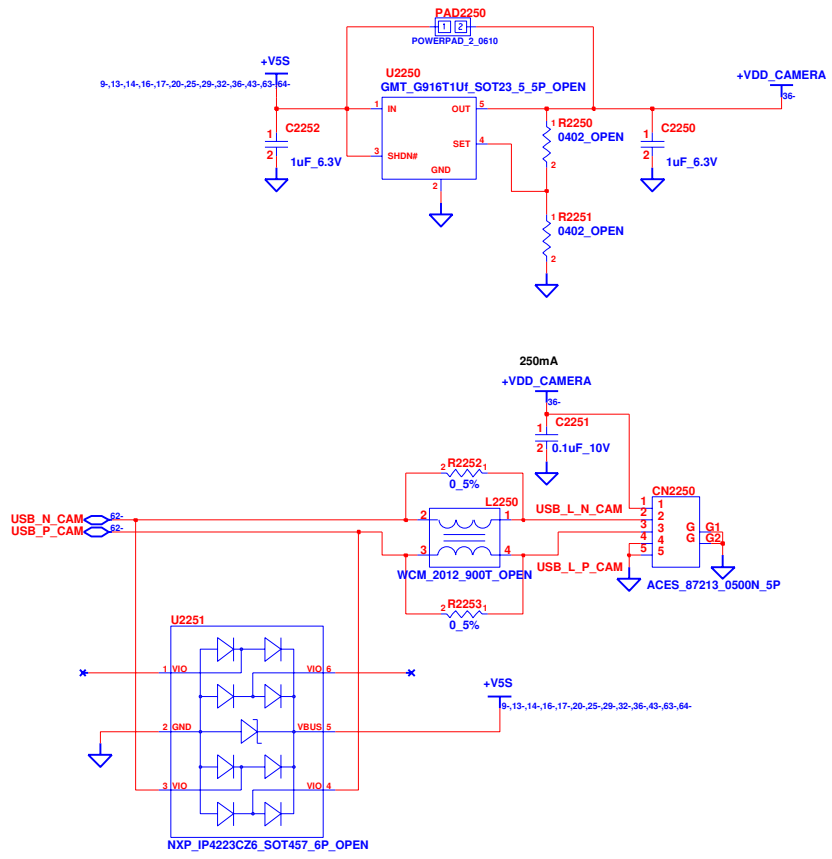 PAD2250
1 2
POWERPAD_2_0610
+V5S
9-,13-,14-,16-,17-,20-,25-,29-,32-,36-,43-,63-,64-
U2250
GMT_G916T1Uf_SOT23_5_5P_OPEN
+VDD_CAMERA
36-
1 IN OUT 5
SET 4
3 SHDN#
GND
2
C2252
1
2
1uF_6.3V
1 R2250
0402_OPEN
2
C2250
1
2
1uF_6.3V
1 R2251
0402_OPEN
2
250mA
+VDD_CAMERA
36-
C2251
1
2 0.1uF_10V
2 R2252 1
0_5%
L2250
USB_N_CAM 62-
USB_P_CAM 62-
2 1
3 4
WCM_2012_900T_OPEN
USB_L_N_CAM
USB_L_P_CAM
CN2250
1 1
2 2
3 3 G G1
4 4 G G2
5 5
ACES_87213_0500N_5P
2 R2253 1
0_5%
U2251
1 VIO VIO 6
2 GND VBUS 5
3 VIO VIO 4
NXP_IP4223CZ6_SOT457_6P_OPEN
+V5S
9-,13-,14-,16-,17-,20-,25-,29-,32-,36-,43-,63-,64-